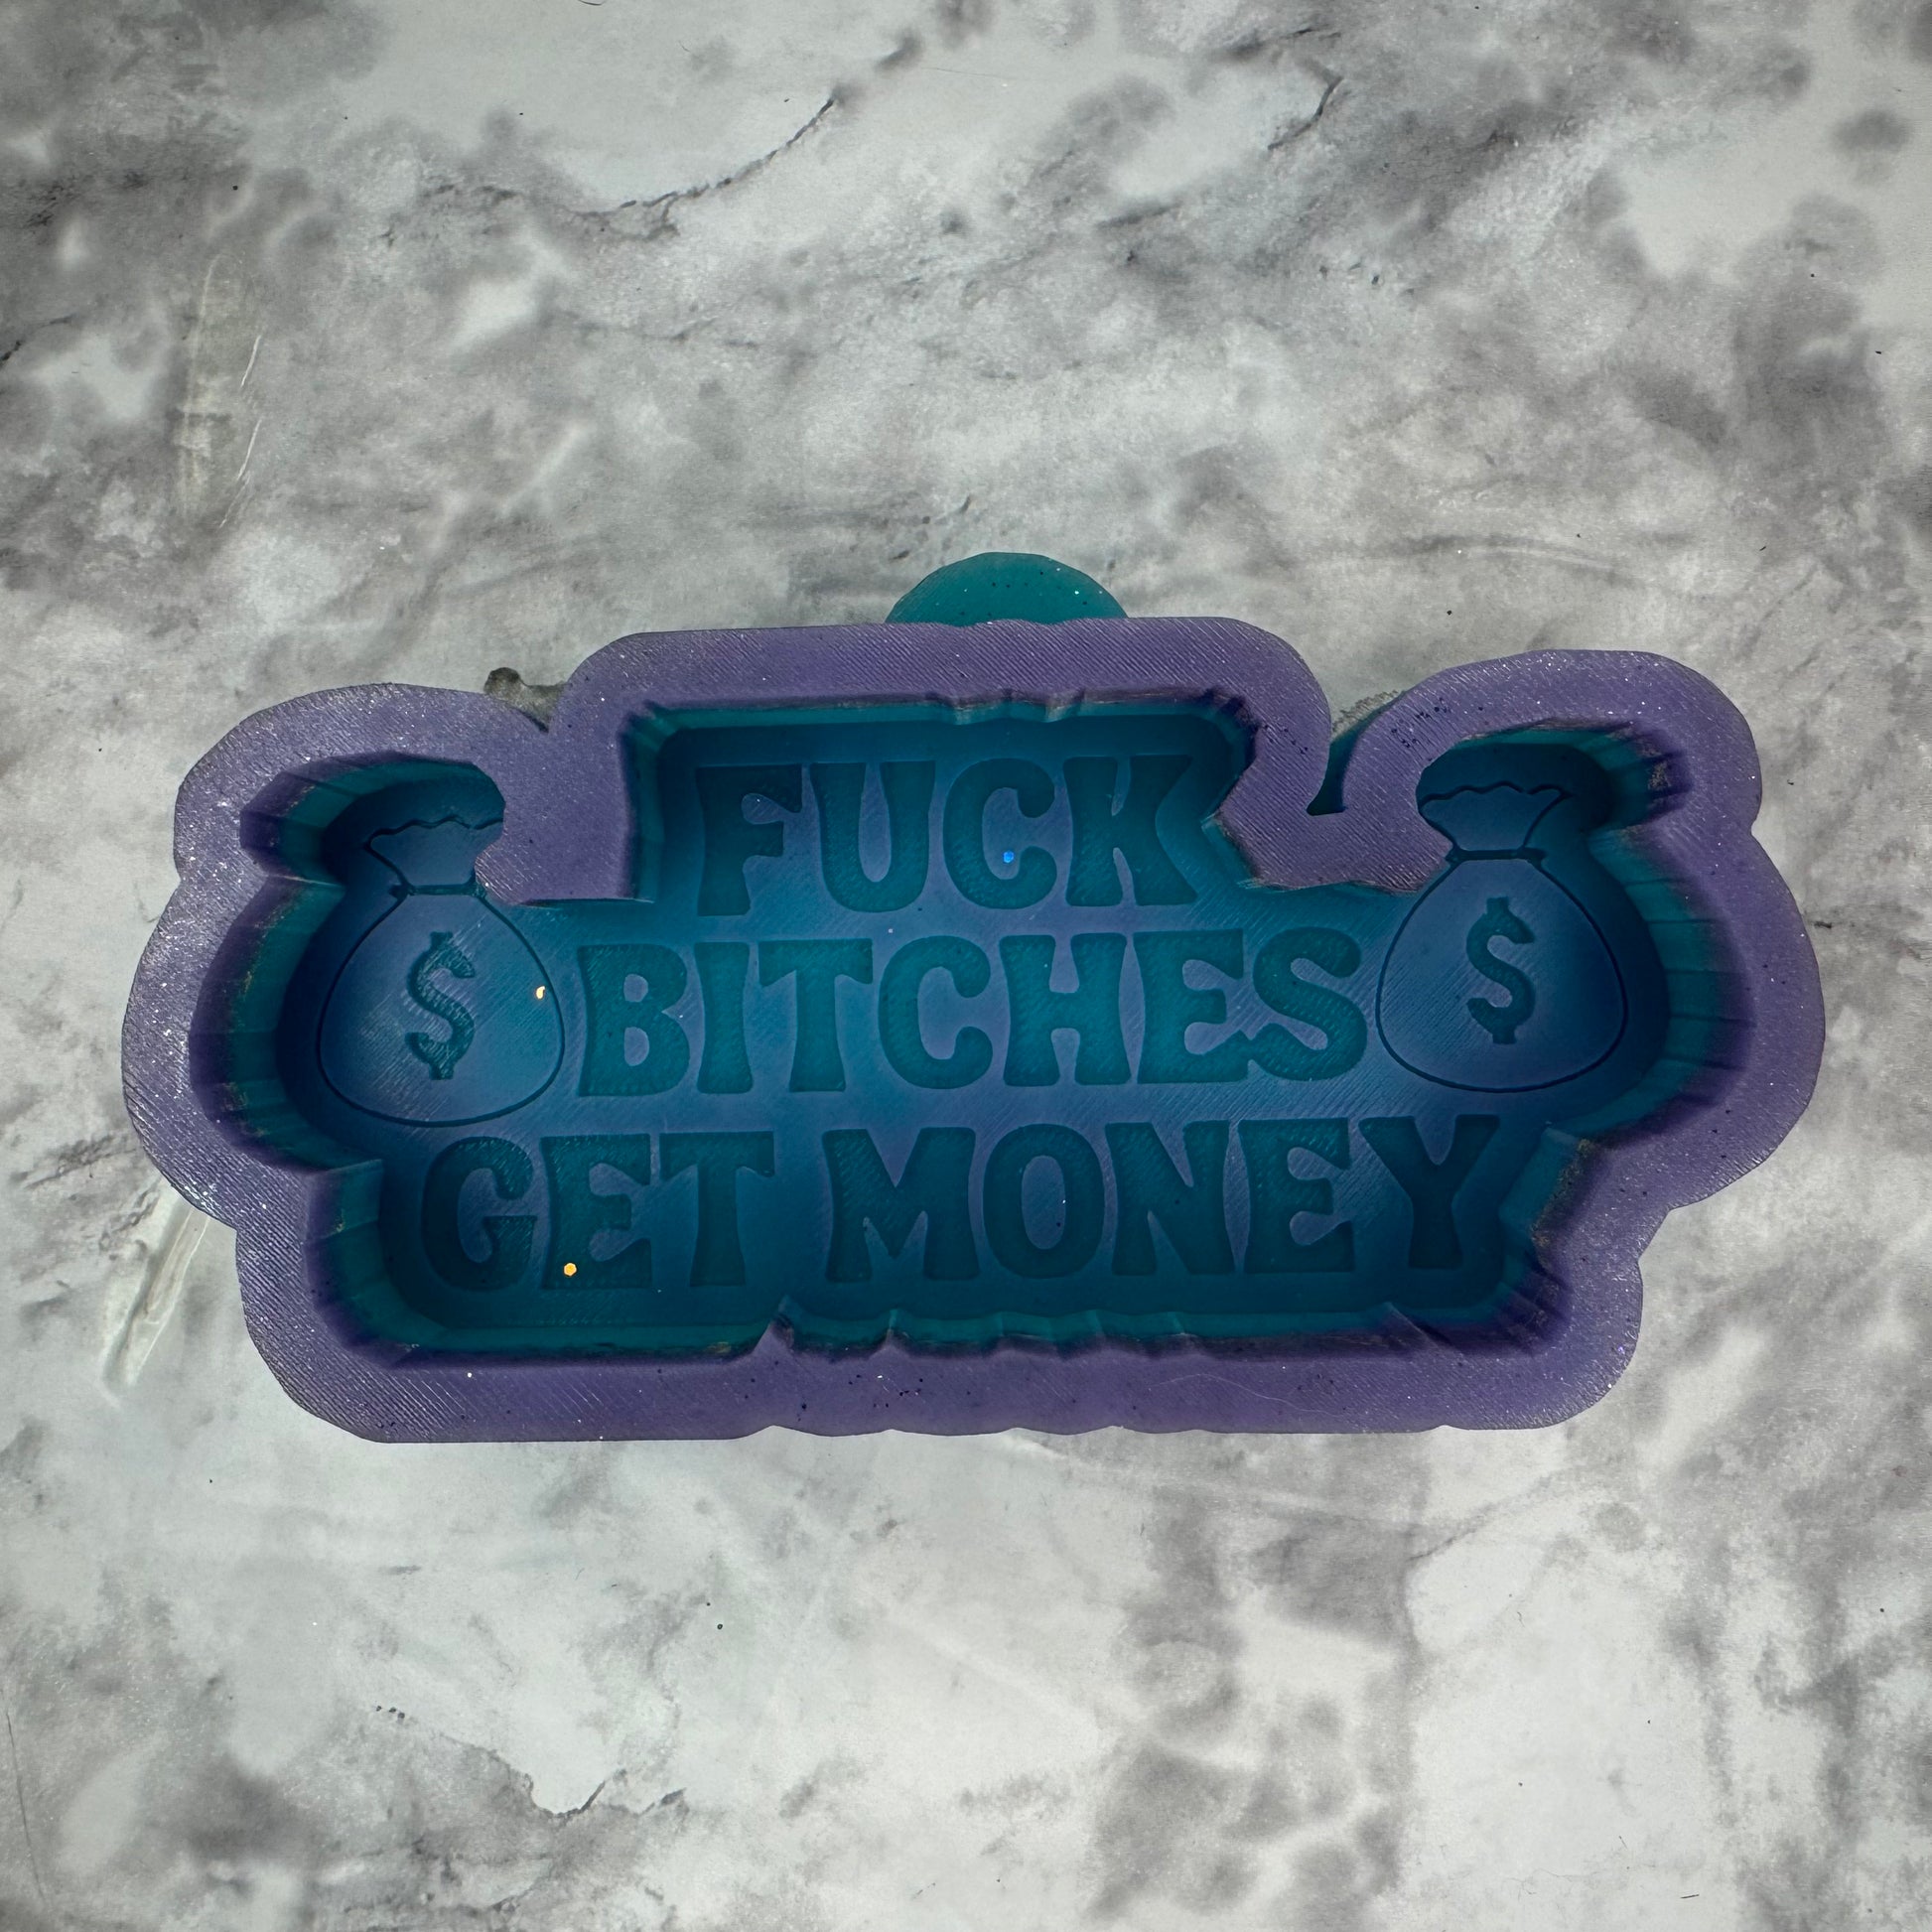 FUCK
$ BITCHES $
GET MONEY